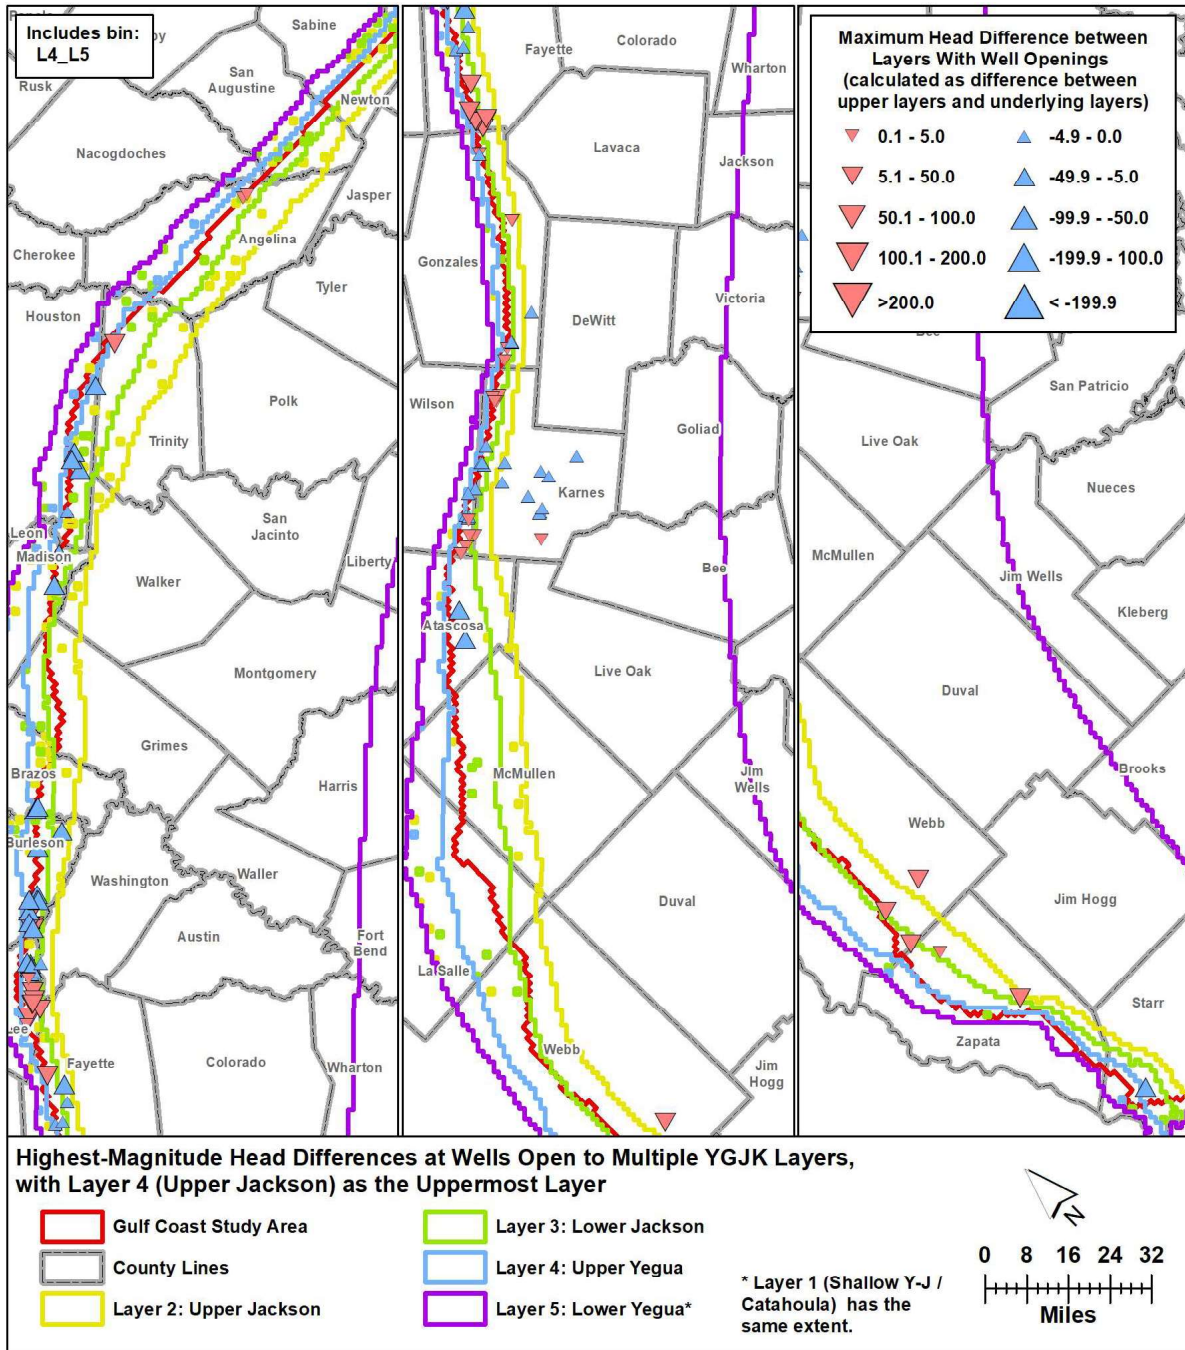 Includes bin:
L4_L5
Sabine
San
Augustine
Rusk
Newton
Nacogdoches
Jasper
Angelina
Cherokee
Tyler
Houston
Polk
Trinity
San
Jacinto
Leon
Madison
Liberty
Walker
Montgomery
Grimes
Brazos
Harris
Burleson
Washington
Waller
Austin
Fort
Bend
Lee
Fayette
Colorado
Wharton
Fayette
Colorado
Wharton
Lavaca
Jackson
Gonzales
Victoria
DeWitt
Wilson
Goliad
Karnes
Bee
Atascosa
Live Oak
McMullen
Jim
Wells
Duval
La Salle
Webb
Jim
Hogg
Maximum Head Difference between
Layers With Well Openings
(calculated as difference between
upper layers and underlying layers)
0.1 - 5.0
-4.9 - 0.0
5.1 - 50.0
-49.9 - -5.0
50.1 - 100.0
-99.9 - -50.0
100.1 - 200.0
-199.9 - 100.0
>200.0
< -199.9
Bee
San Patricio
Live Oak
Nueces
McMullen
Jim Wells
Kleberg
Duval
Brooks
Webb
Jim Hogg
Starr
Zapata
Highest-Magnitude Head Differences at Wells Open to Multiple YGJK Layers,
with Layer 4 (Upper Jackson) as the Uppermost Layer
Gulf Coast Study Area
County Lines
Layer 2: Upper Jackson
Layer 3: Lower Jackson
Layer 4: Upper Yegua
Layer 5: Lower Yegua*
* Layer 1 (Shallow Y-J /
Catahoula) has the
same extent.
N
0 8 16 24 32
Miles